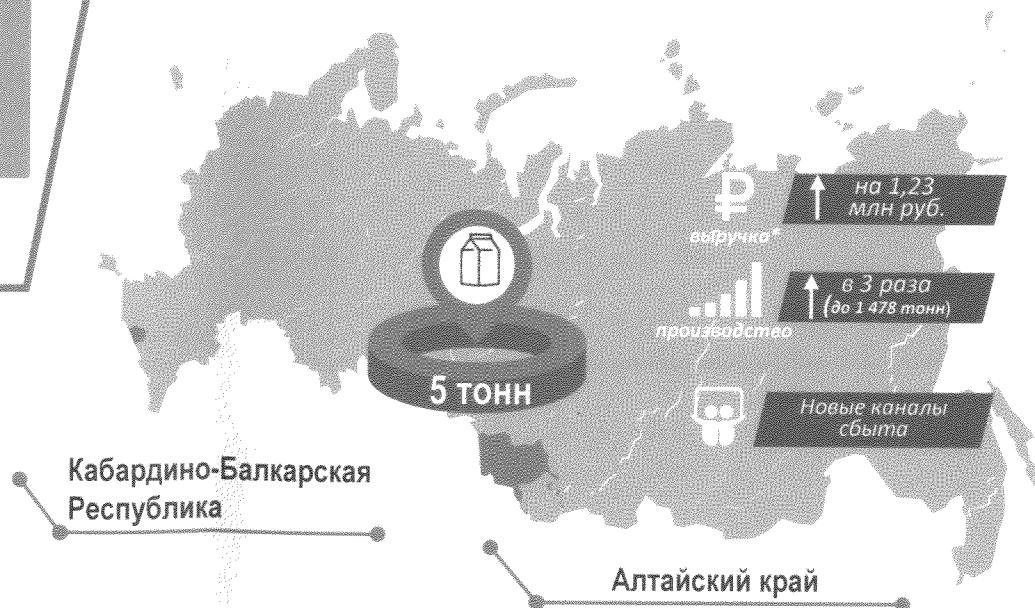 ₽
на 1,23
млн руб.
выручка*
в 3 раза
(до 1 478 тонн)
производство
5 тонн
Новые каналы
сбыта
Кабардино-Балкарская
Республика
Алтайский край